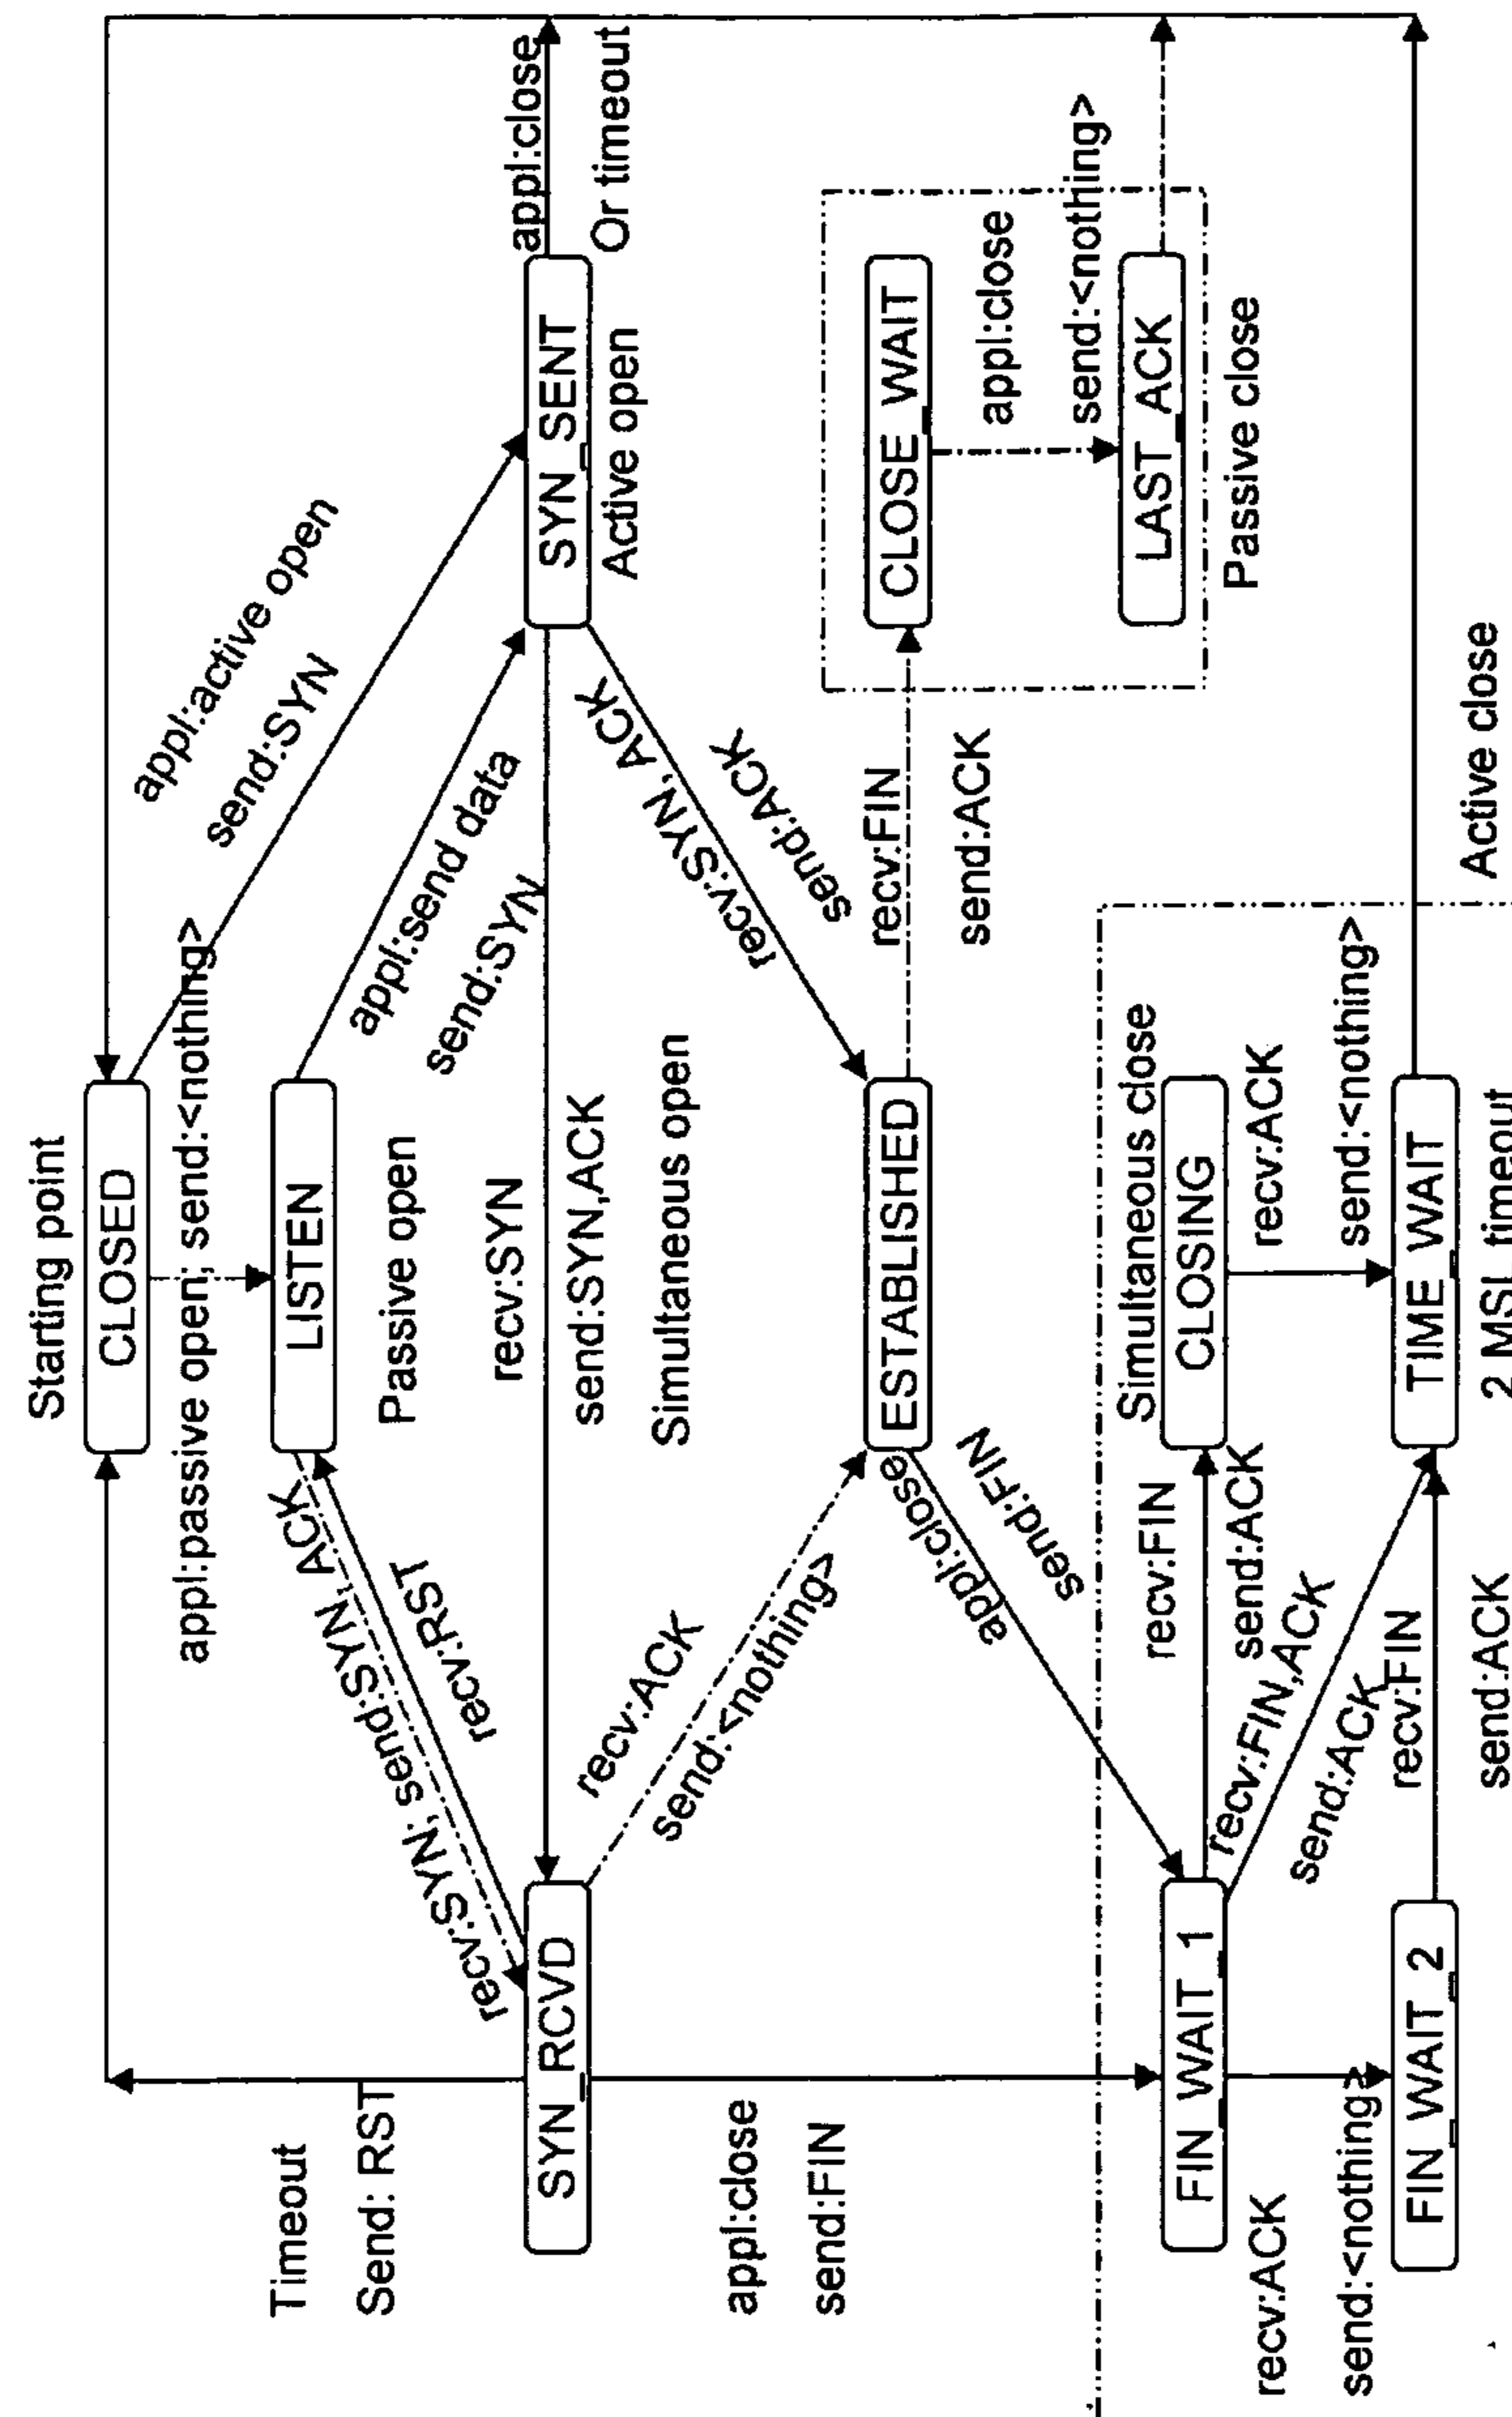 Starting point
CLOSED
appl:passive open; send:<nothing>
appl:active open
send:SYN
Timeout
Send: RST
LISTEN
Passive open
recv:SYN; send:SYN, ACK
recv:RST
appl:send data
send:SYN
recv:SYN
send:SYN,ACK
Simultaneous open
SYN_RCVD
SYN_SENT
Active open
appl:close
Or timeout
recv:ACK
send:<nothing>
recv:SYN, ACK
send:ACK
appl:close
send:FIN
ESTABLISHED
appl:close
send:FIN
recv:FIN
send:ACK
CLOSE_WAIT
appl:close
send:<nothing>
LAST_ACK
Passive close
Simultaneous close
FIN_WAIT_1
recv:FIN
send:ACK
CLOSING
recv:FIN,ACK
send:ACK
recv:ACK
send:<nothing>
recv:ACK
send:<nothing>
FIN_WAIT_2
recv:FIN
send:ACK
TIME_WAIT
2 MSL timeout
Active close